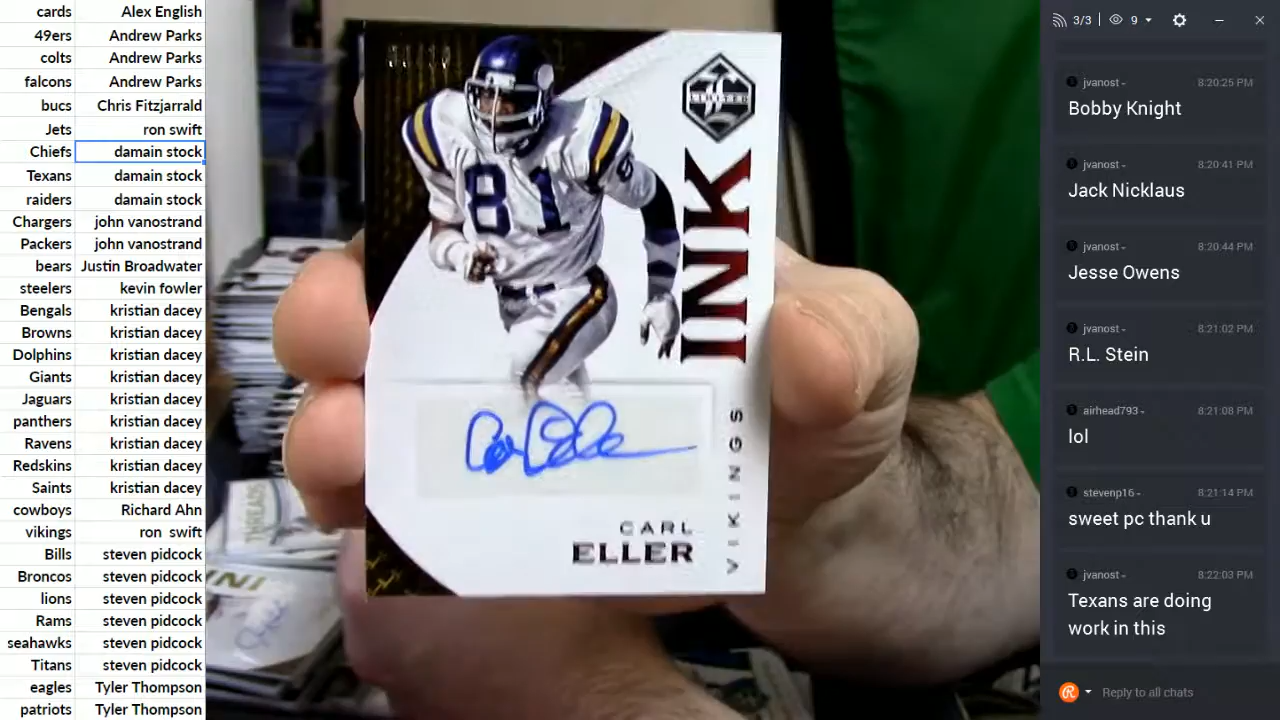 cards Alex English
49ers Andrew Parks
colts Andrew Parks
falcons Andrew Parks
bucs Chris Fitzjarrald
Jets ron swift
Chiefs damain stock
Texans damain stock
raiders damain stock
Chargers john vanostrand
Packers john vanostrand
bears Justin Broadwater
steelers kevin fowler
Bengals kristian dacey
Browns kristian dacey
Dolphins kristian dacey
Giants kristian dacey
Jaguars kristian dacey
panthers kristian dacey
Ravens kristian dacey
Redskins kristian dacey
Saints kristian dacey
cowboys Richard Ahn
vikings ron swift
Bills steven pidcock
Broncos steven pidcock
lions steven pidcock
Rams steven pidcock
seahawks steven pidcock
Titans steven pidcock
eagles Tyler Thompson
patriots Tyler Thompson
LIMITED
INK
81
81
VIKINGS
CARL
ELLER
THREADS
3/3 9
jvanost- 8:20:25 PM
Bobby Knight
jvanost- 8:20:41 PM
Jack Nicklaus
jvanost- 8:20:44 PM
Jesse Owens
jvanost- 8:21:02 PM
R.L. Stein
airhead793- 8:21:08 PM
lol
stevenp16- 8:21:14 PM
sweet pc thank u
jvanost- 8:22:03 PM
Texans are doing
work in this
Reply to all chats